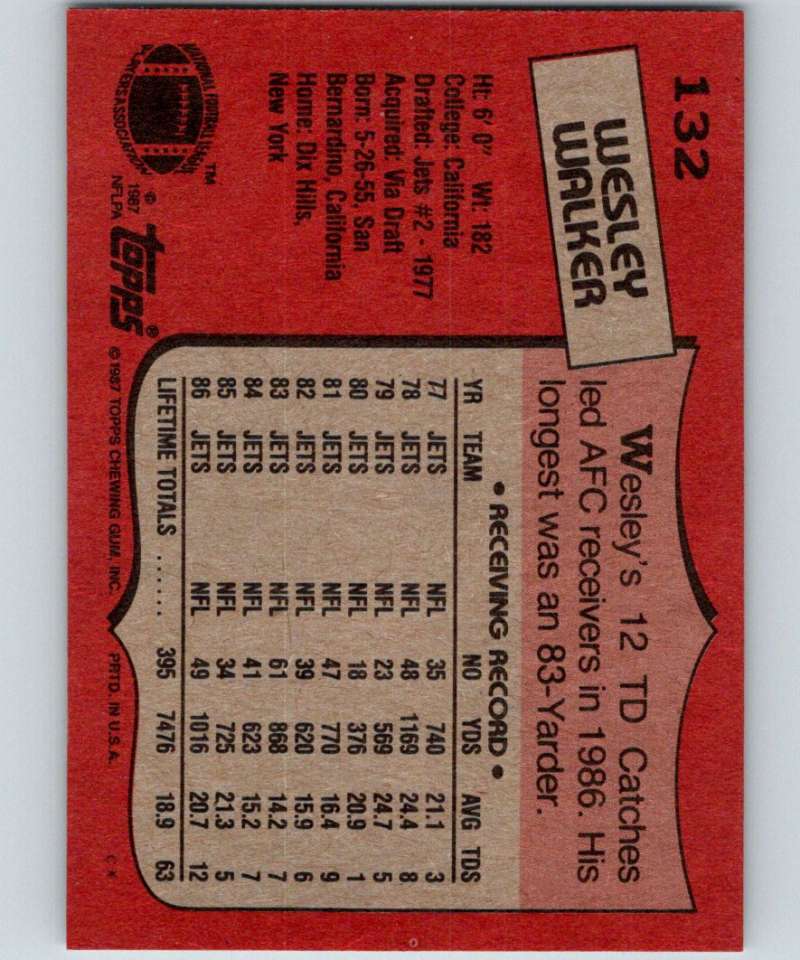 132
WESLEY
WALKER
Ht: 6' 0" Wt: 182
College: California
Drafted: Jets #2 - 1977
Acquired: Via Draft
Born: 5-26-55, San
Bernardino, California
Home: Dix Hills,
New York
NATIONAL FOOTBALL LEAGUE
PLAYERS ASSOCIATION
™
© 1987
NFLPA
topps®
Wesley's 12 TD Catches
led AFC receivers in 1986. His
longest was an 83-Yarder.
• RECEIVING RECORD •
YR TEAM NO YDS AVG TDS
77 JETS NFL 35 740 21.1 3
78 JETS NFL 48 1169 24.4 8
79 JETS NFL 23 569 24.7 5
80 JETS NFL 18 376 20.9 1
81 JETS NFL 47 770 16.4 9
82 JETS NFL 39 620 15.9 6
83 JETS NFL 61 868 14.2 7
84 JETS NFL 41 623 15.2 7
85 JETS NFL 34 725 21.3 5
86 JETS NFL 49 1016 20.7 12
LIFETIME TOTALS ...... 395 7476 18.9 63
© 1987 TOPPS CHEWING GUM, INC. PRTD. IN U.S.A.